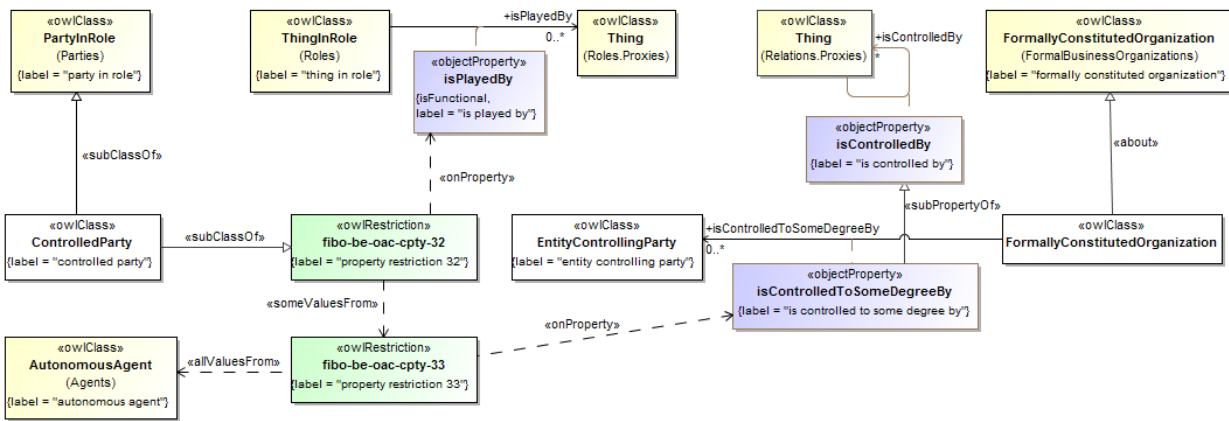 «owlClass»
PartyInRole
(Parties)
{label = "party in role"}
«owlClass»
ThingInRole
(Roles)
{label = "thing in role"}
+isPlayedBy
0..*
«owlClass»
Thing
(Roles.Proxies)
«owlClass»
Thing
(Relations.Proxies)
+isControlledBy
*
«owlClass»
FormallyConstitutedOrganization
(FormalBusinessOrganizations)
{label = "formally constituted organization"}
«objectProperty»
isPlayedBy
{isFunctional,
label = "is played by"}
«objectProperty»
isControlledBy
{label = "is controlled by"}
«subClassOf»
«onProperty»
«about»
«subPropertyOf»
«owlClass»
ControlledParty
{label = "controlled party"}
«subClassOf»
«owlRestriction»
fibo-be-oac-cpty-32
{label = "property restriction 32"}
«owlClass»
EntityControllingParty
{label = "entity controlling party"}
+isControlledToSomeDegreeBy
0..*
«owlClass»
FormallyConstitutedOrganization
«objectProperty»
isControlledToSomeDegreeBy
{label = "is controlled to some degree by"}
«someValuesFrom»
«onProperty»
«owlClass»
AutonomousAgent
(Agents)
{label = "autonomous agent"}
«allValuesFrom»
«owlRestriction»
fibo-be-oac-cpty-33
{label = "property restriction 33"}